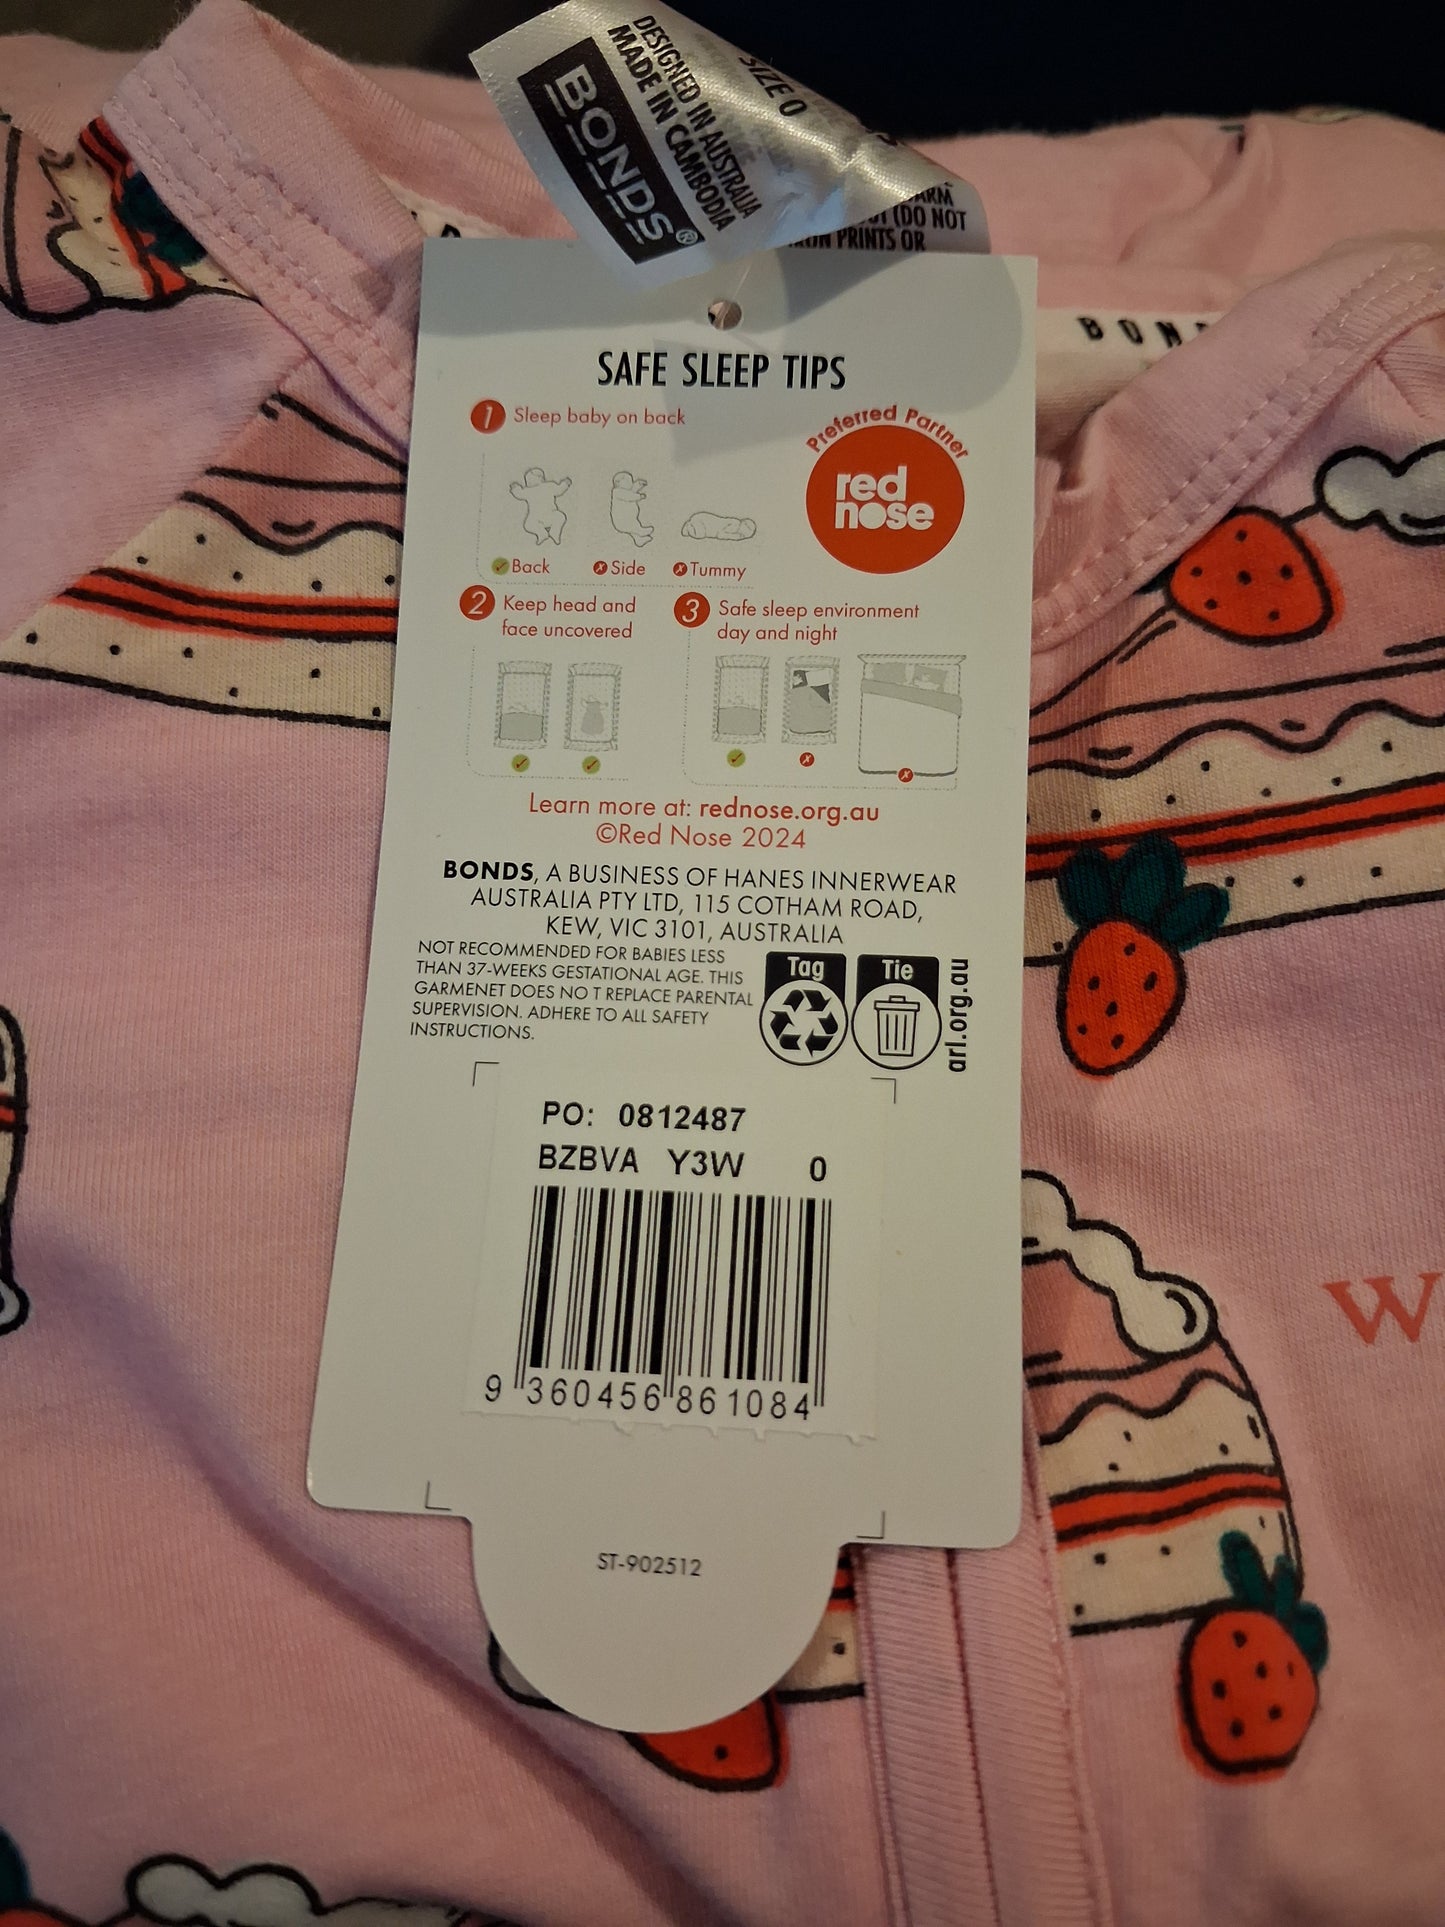 BONDS®
DESIGNED IN AUSTRALIA
MADE IN CAMBODIA
SIZE 0
(DO NOT
PRINTS OR
BON
SAFE SLEEP TIPS
1 Sleep baby on back
Preferred Partner
red
nose
Back
Side
Tummy
2 Keep head and
face uncovered
3 Safe sleep environment
day and night
Learn more at: rednose.org.au
©Red Nose 2024
BONDS, A BUSINESS OF HANES INNERWEAR
AUSTRALIA PTY LTD, 115 COTHAM ROAD,
KEW, VIC 3101, AUSTRALIA
NOT RECOMMENDED FOR BABIES LESS
THAN 37-WEEKS GESTATIONAL AGE. THIS
GARMENET DOES NO T REPLACE PARENTAL
SUPERVISION. ADHERE TO ALL SAFETY
INSTRUCTIONS.
Tag
Tie
arl.org.au
PO: 0812487
BZBVA Y3W 0
9 360456 861084
ST-902512
W